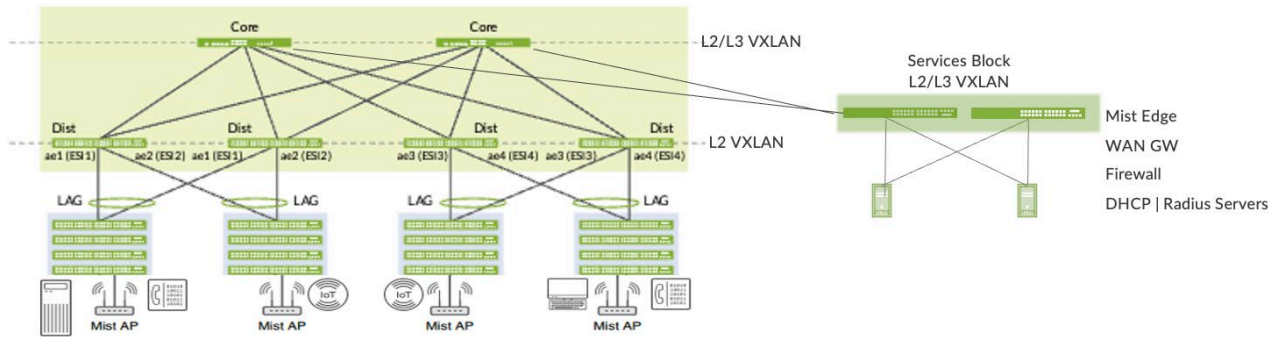 Core
Core
L2/L3 VXLAN
Services Block
L2/L3 VXLAN
Mist Edge
WAN GW
Firewall
DHCP | Radius Servers
Dist
Dist
Dist
Dist
L2 VXLAN
ae1 (ESI1)
ae2 (ESI2)
ae1 (ESI1)
ae2 (ESI2)
ae3 (ESI3)
ae4 (ESI4)
ae3 (ESI3)
ae4 (ESI4)
LAG
LAG
LAG
LAG
IoT
IoT
Mist AP
Mist AP
Mist AP
Mist AP